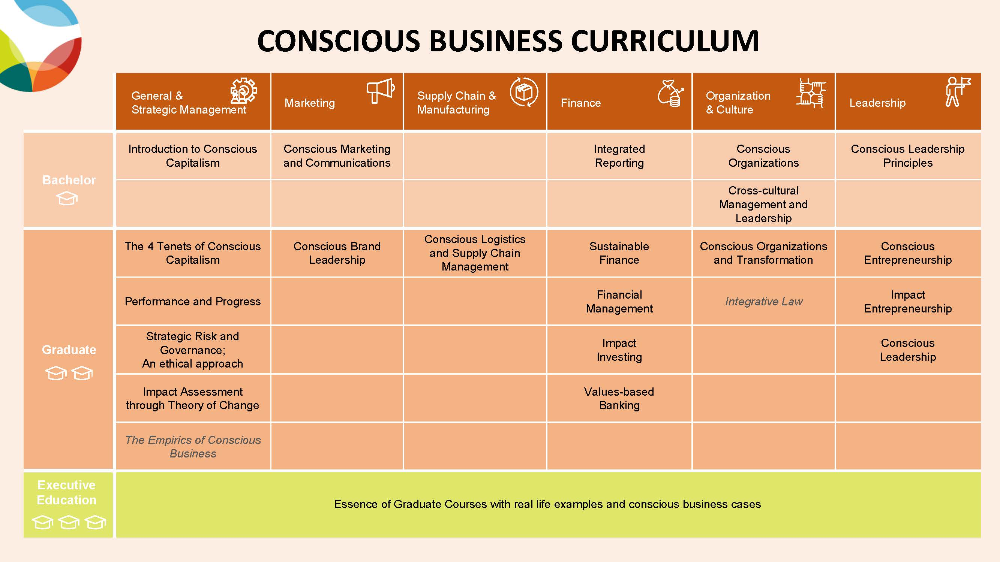 CONSCIOUS BUSINESS CURRICULUM
General &
Strategic Management
Marketing
Supply Chain &
Manufacturing
Finance
Organization
& Culture
Leadership
Bachelor
Introduction to Conscious
Capitalism
Conscious Marketing
and Communications
Integrated
Reporting
Conscious
Organizations
Conscious Leadership
Principles
Cross-cultural
Management and
Leadership
Graduate
The 4 Tenets of Conscious
Capitalism
Conscious Brand
Leadership
Conscious Logistics
and Supply Chain
Management
Sustainable
Finance
Conscious Organizations
and Transformation
Conscious
Entrepreneurship
Performance and Progress
Financial
Management
Integrative Law
Impact
Entrepreneurship
Strategic Risk and
Governance;
An ethical approach
Impact
Investing
Conscious
Leadership
Impact Assessment
through Theory of Change
Values-based
Banking
The Empirics of Conscious
Business
Executive
Education
Essence of Graduate Courses with real life examples and conscious business cases